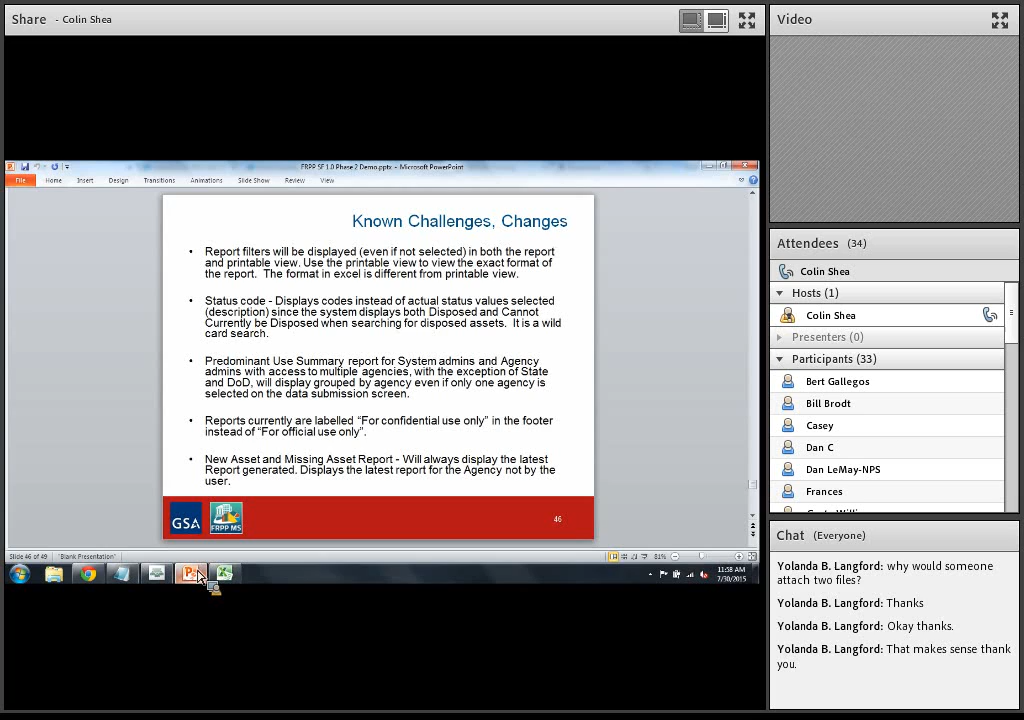 Share - Colin Shea
FRPP SF 1.0 Phase 2 Demo.pptx - Microsoft PowerPoint
File Home Insert Design Transitions Animations Slide Show Review View
Known Challenges, Changes
• Report filters will be displayed (even if not selected) in both the report
and printable view. Use the printable view to view the exact format of
the report. The format in excel is different from printable view.
• Status code - Displays codes instead of actual status values selected
(description) since the system displays both Disposed and Cannot
Currently be Disposed when searching for disposed assets. It is a wild
card search.
• Predominant Use Summary report for System admins and Agency
admins with access to multiple agencies, with the exception of State
and DoD, will display grouped by agency even if only one agency is
selected on the data submission screen.
• Reports currently are labelled “For confidential use only” in the footer
instead of “For official use only”.
• New Asset and Missing Asset Report - Will always display the latest
Report generated. Displays the latest report for the Agency not by the
user.
GSA
FRPP MS
46
Slide 46 of 49 "Blank Presentation"
81%
11:58 AM
7/30/2015
Video
Attendees (34)
Colin Shea
Hosts (1)
Colin Shea
Presenters (0)
Participants (33)
Bert Gallegos
Bill Brodt
Casey
Dan C
Dan LeMay-NPS
Frances
Chat (Everyone)
Yolanda B. Langford: why would someone
attach two files?
Yolanda B. Langford: Thanks
Yolanda B. Langford: Okay thanks.
Yolanda B. Langford: That makes sense thank
you.